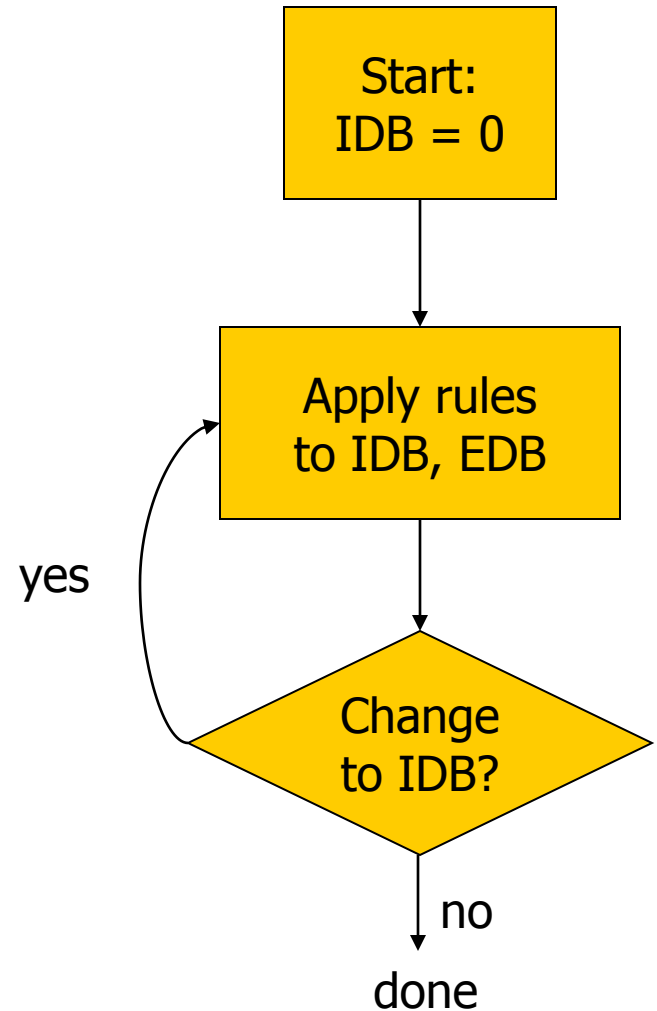 Start:
IDB = 0
Apply rules
to IDB, EDB
yes
Change
to IDB?
no
done